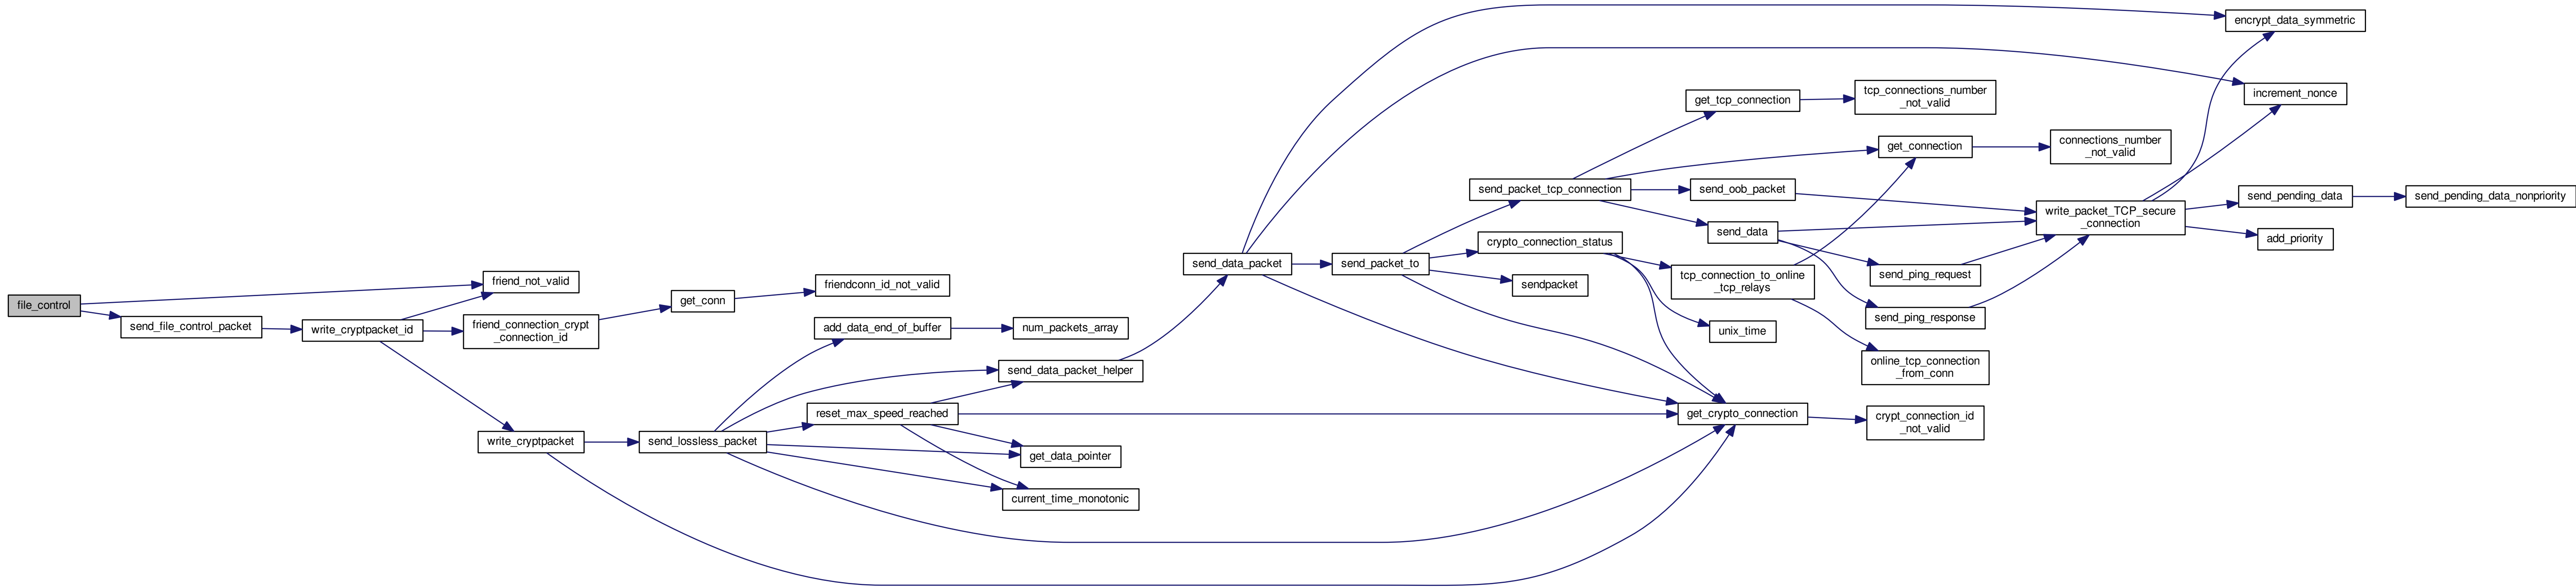 file_control
send_file_control_packet
write_cryptpacket_id
friend_not_valid
friend_connection_crypt
_connection_id
write_cryptpacket
get_conn
friendconn_id_not_valid
send_lossless_packet
add_data_end_of_buffer
num_packets_array
send_data_packet_helper
reset_max_speed_reached
get_data_pointer
current_time_monotonic
send_data_packet
send_packet_to
send_packet_tcp_connection
crypto_connection_status
sendpacket
get_tcp_connection
tcp_connections_number
_not_valid
get_connection
connections_number
_not_valid
send_oob_packet
send_data
tcp_connection_to_online
_tcp_relays
unix_time
send_ping_request
send_ping_response
online_tcp_connection
_from_conn
get_crypto_connection
crypt_connection_id
_not_valid
write_packet_TCP_secure
_connection
encrypt_data_symmetric
increment_nonce
send_pending_data
send_pending_data_nonpriority
add_priority